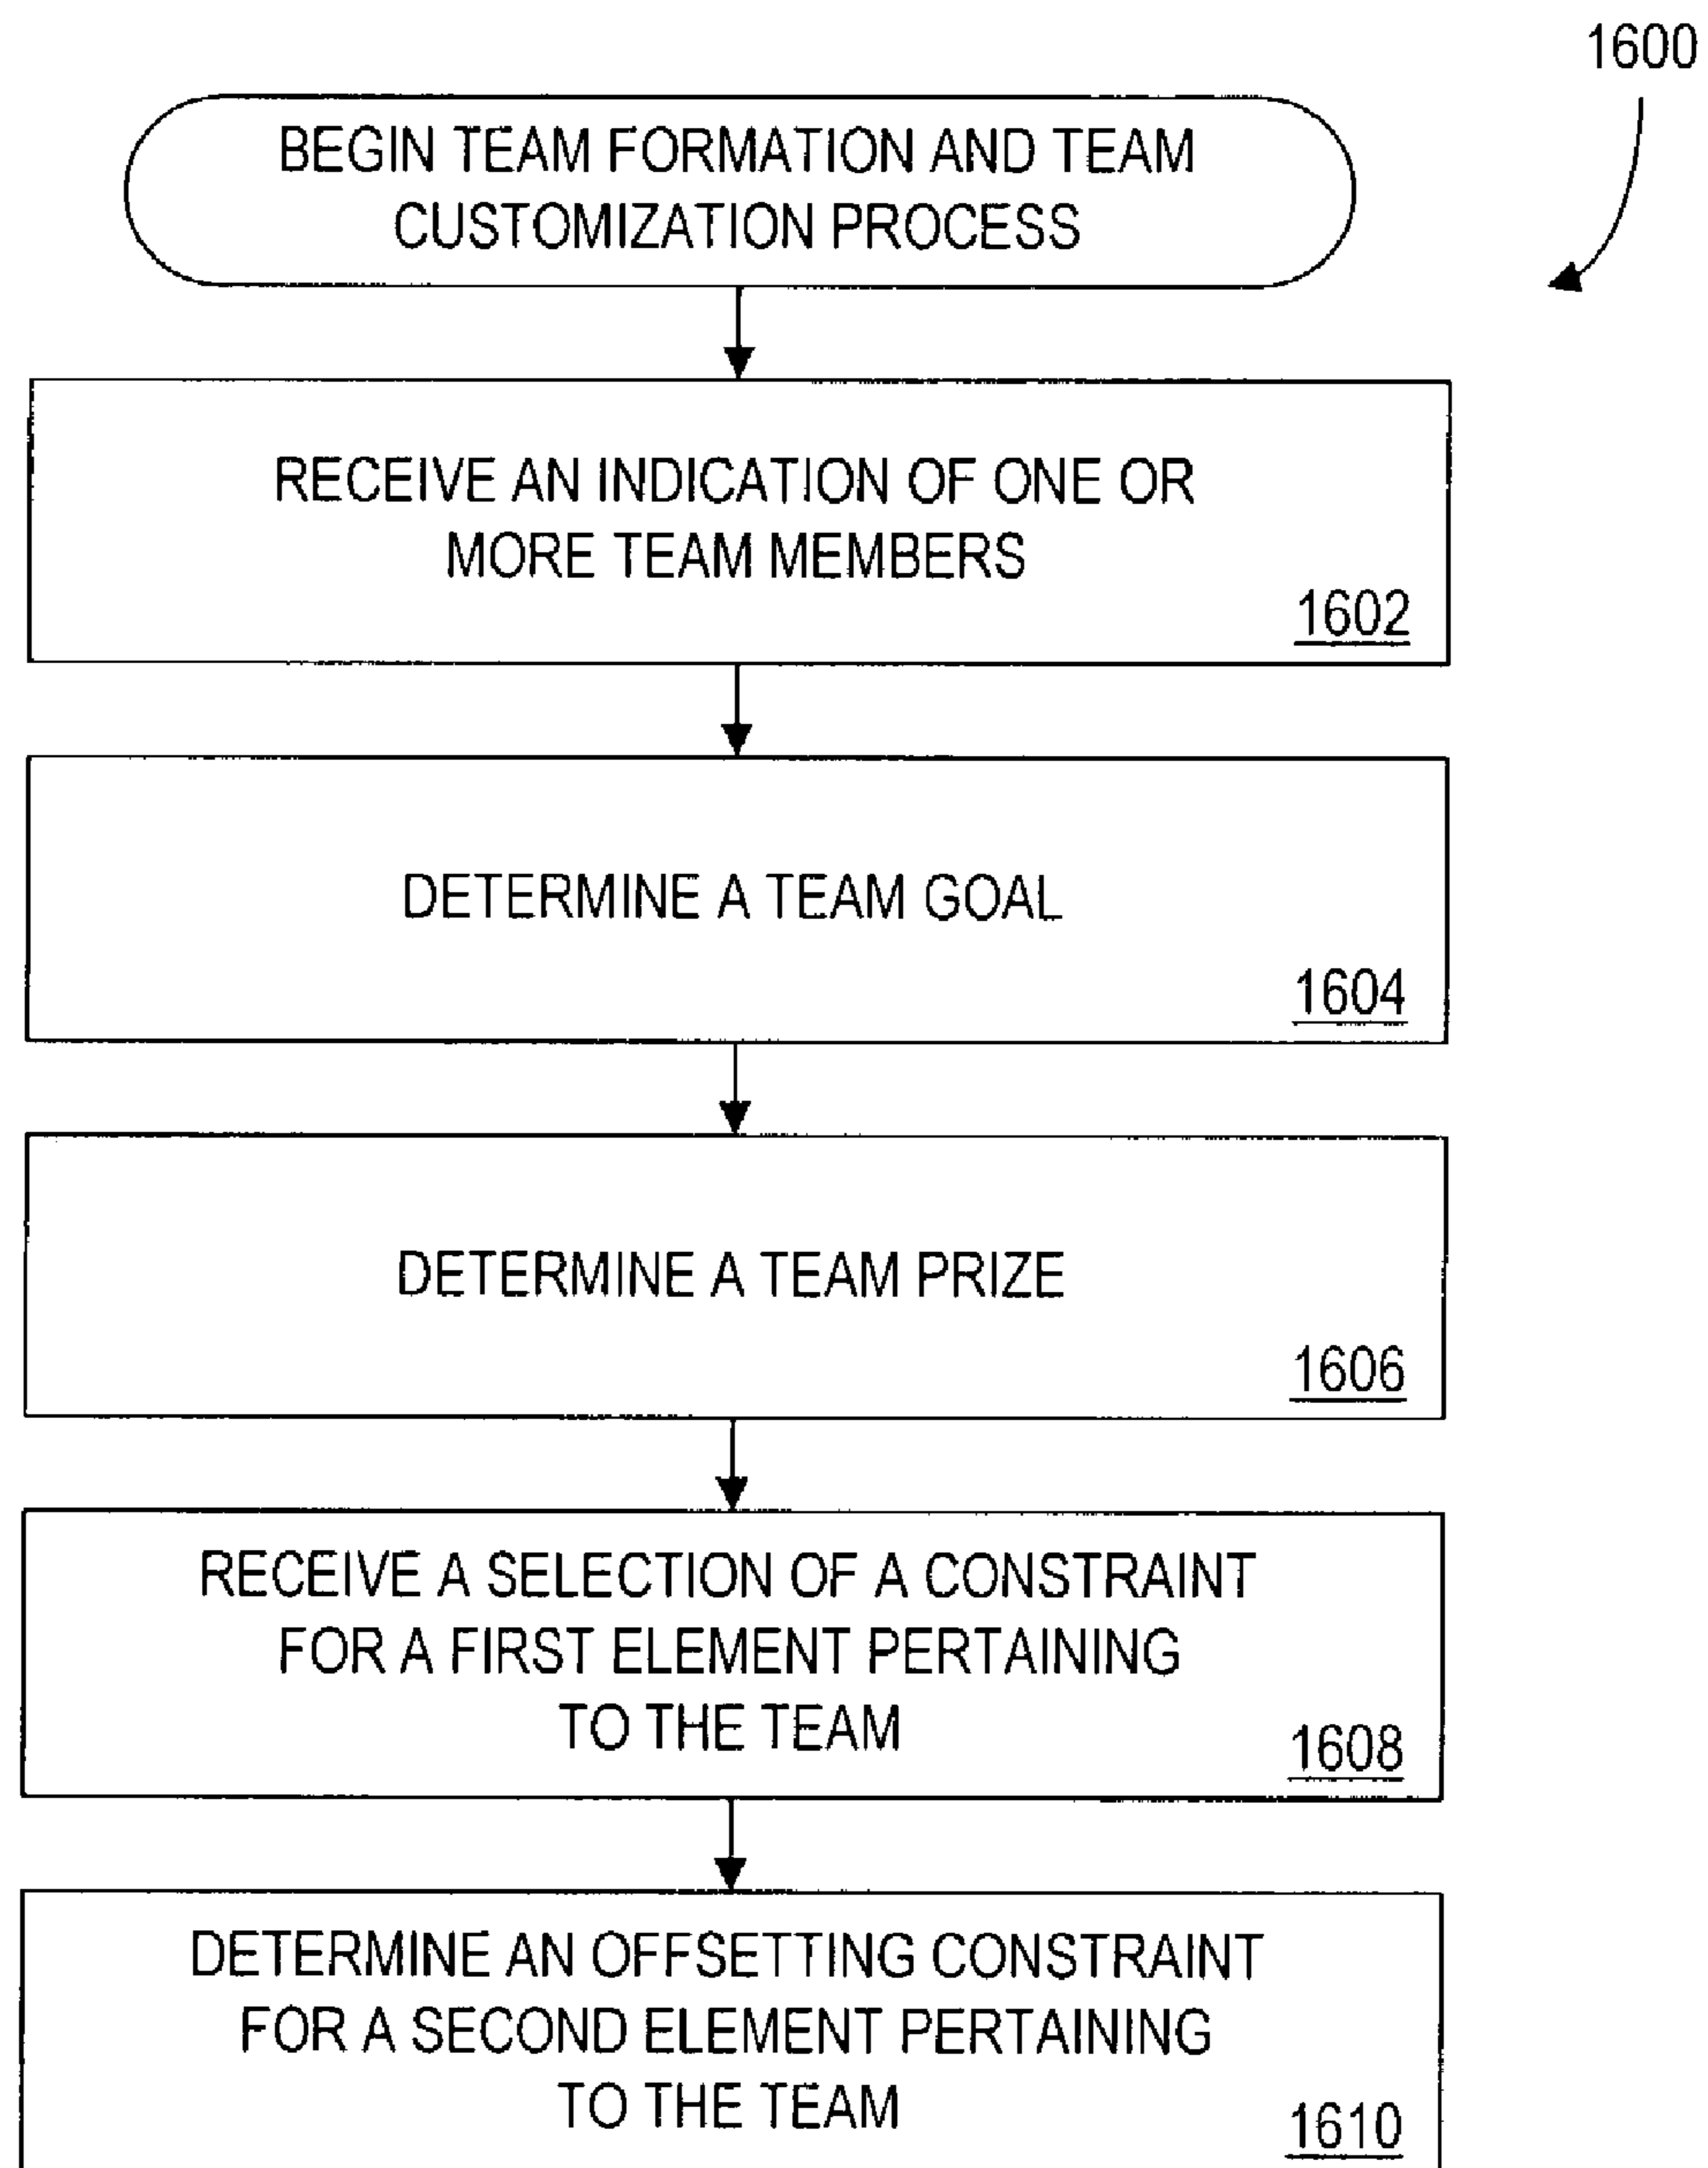 1600
BEGIN TEAM FORMATION AND TEAM
CUSTOMIZATION PROCESS
RECEIVE AN INDICATION OF ONE OR
MORE TEAM MEMBERS
1602
DETERMINE A TEAM GOAL
1604
DETERMINE A TEAM PRIZE
1606
RECEIVE A SELECTION OF A CONSTRAINT
FOR A FIRST ELEMENT PERTAINING
TO THE TEAM
1608
DETERMINE AN OFFSETTING CONSTRAINT
FOR A SECOND ELEMENT PERTAINING
TO THE TEAM
1610